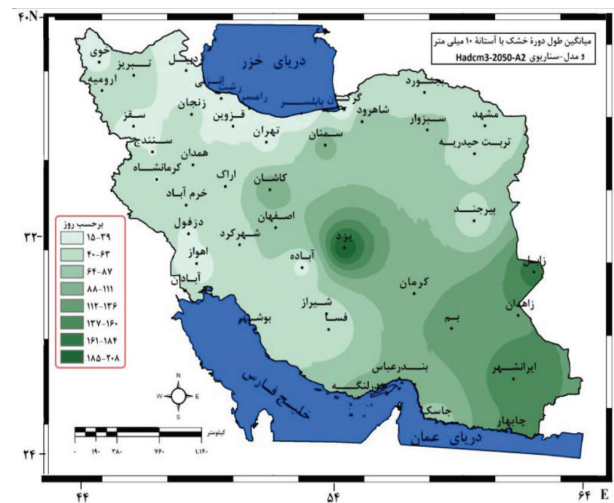 ۴۰N
میانگین طول دورهٔ خشک با آستانهٔ ۱۰ میلی متر
و مدل-سناریوی Hadcm3-2050-A2
دریای خزر
خوی
تبریز
اردبیل
ارومیه
رشت
رامسر
بابلسر
گرگان
بجنورد
زنجان
قزوین
شاهرود
مشهد
سقز
تهران
سمنان
سبزوار
تربت حیدریه
سنندج
همدان
کرمانشاه
اراک
کاشان
خرم آباد
بیرجند
دزفول
اصفهان
یزد
شهرکرد
۳۲
اهواز
آباده
زابل
آبادان
کرمان
شیراز
زاهدان
بوشهر
فسا
بم
بندرعباس
ایرانشهر
بندرلنگه
جاسک
چابهار
خلیج فارس
دریای عمان
برحسب روز
۱۵-۳۹
۴۰-۶۳
۶۴-۸۷
۸۸-۱۱۱
۱۱۲-۱۳۶
۱۳۷-۱۶۰
۱۶۱-۱۸۴
۱۸۵-۲۰۸
N
W E
S
کیلومتر
۰ ۱۹۰ ۳۸۰ ۷۶۰ ۱,۱۴۰
۲۴
۴۴ ۵۴ ۶۴ E